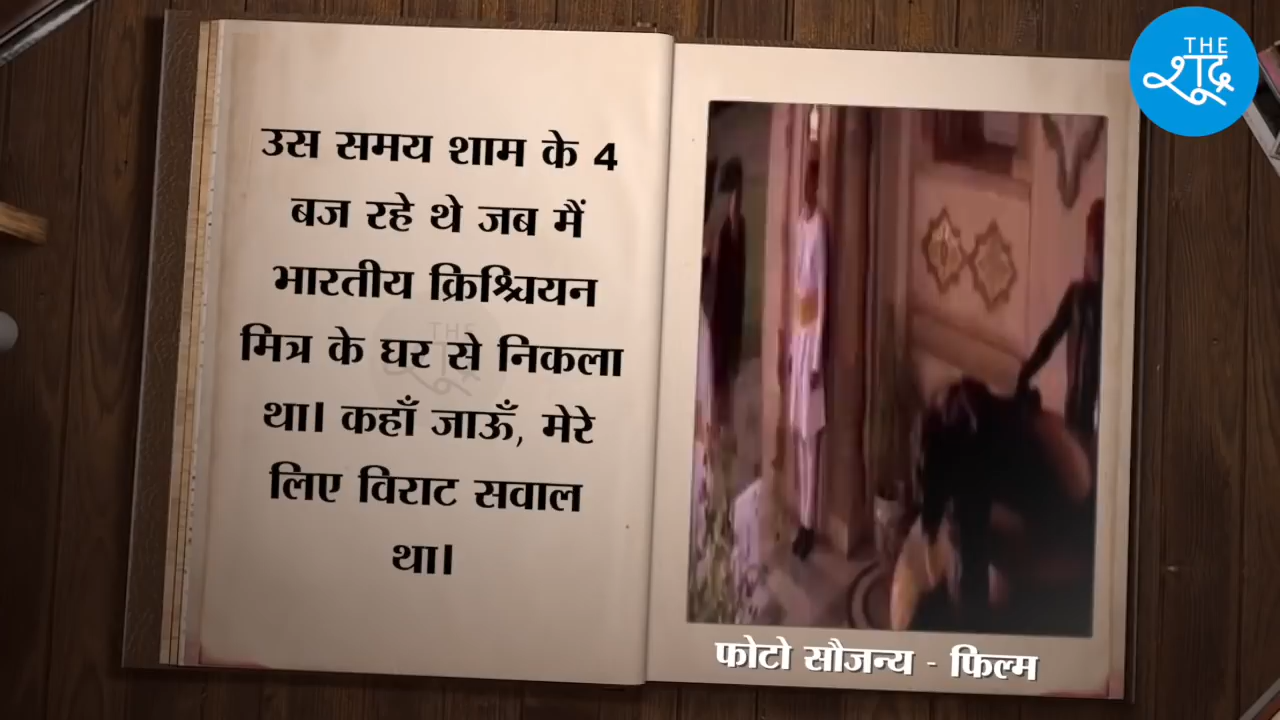 उस समय शाम के 4
बज रहे थे जब मैं
भारतीय क्रिश्चियन
मित्र के घर से निकला
था। कहाँ जाऊँ, मेरे
लिए विराट सवाल
था।
फोटो सौजन्य - फिल्म
THE
शूद्र